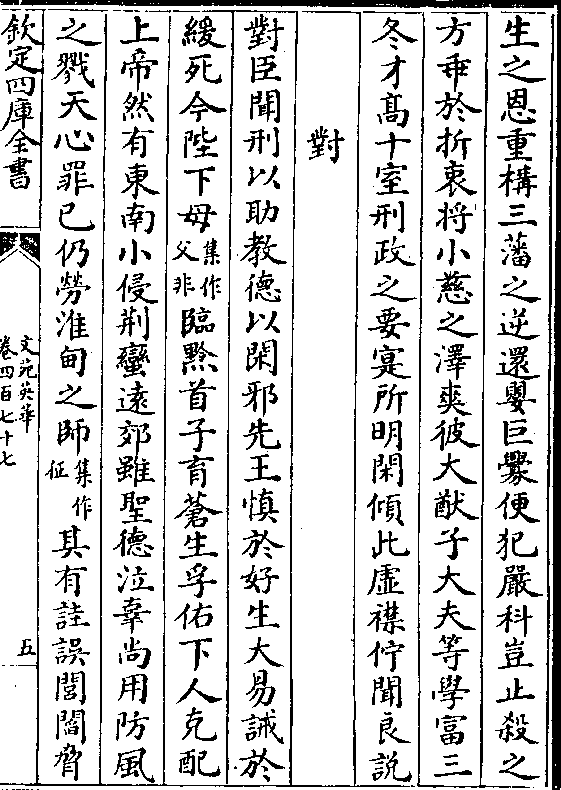 生之恩重構三藩之逆還嬰巨釁便犯嚴科豈止殺之
方乖於折衷将小慈之澤爽彼大猷子大夫等學富三
冬才髙十室刑政之要寔所明閑傾此虛襟佇聞良説
對
對臣聞刑以助教德以閑邪先王慎於好生大易誡於
緩死今陛下母集作父非臨黔首子育蒼生孚佑下人克配
上帝然有東南小侵荆蠻逺郊雖聖德泣辜尚用防風
之戮天心罪已仍勞淮甸之師集作征其有詿誤閭閻脅
欽定四庫全書
文苑英華
卷四百七十七
五